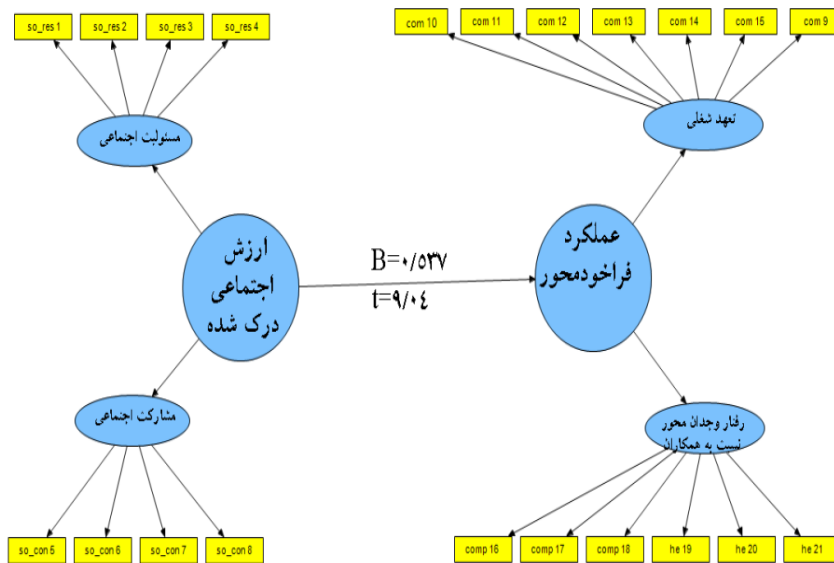 so_res 1
so_res 2
so_res 3
so_res 4
com 10
com 11
com 12
com 13
com 14
com 15
com 9
مسئولیت اجتماعی
تعهد شغلی
ارزش
اجتماعی
درک شده
B=۰/۵۳۷
t=۹/۰٤
عملکرد
فراخودمحور
مشارکت اجتماعی
رفتار وجدان محور
نسبت به همکاران
so_con 5
so_con 6
so_con 7
so_con 8
comp 16
comp 17
comp 18
he 19
he 20
he 21